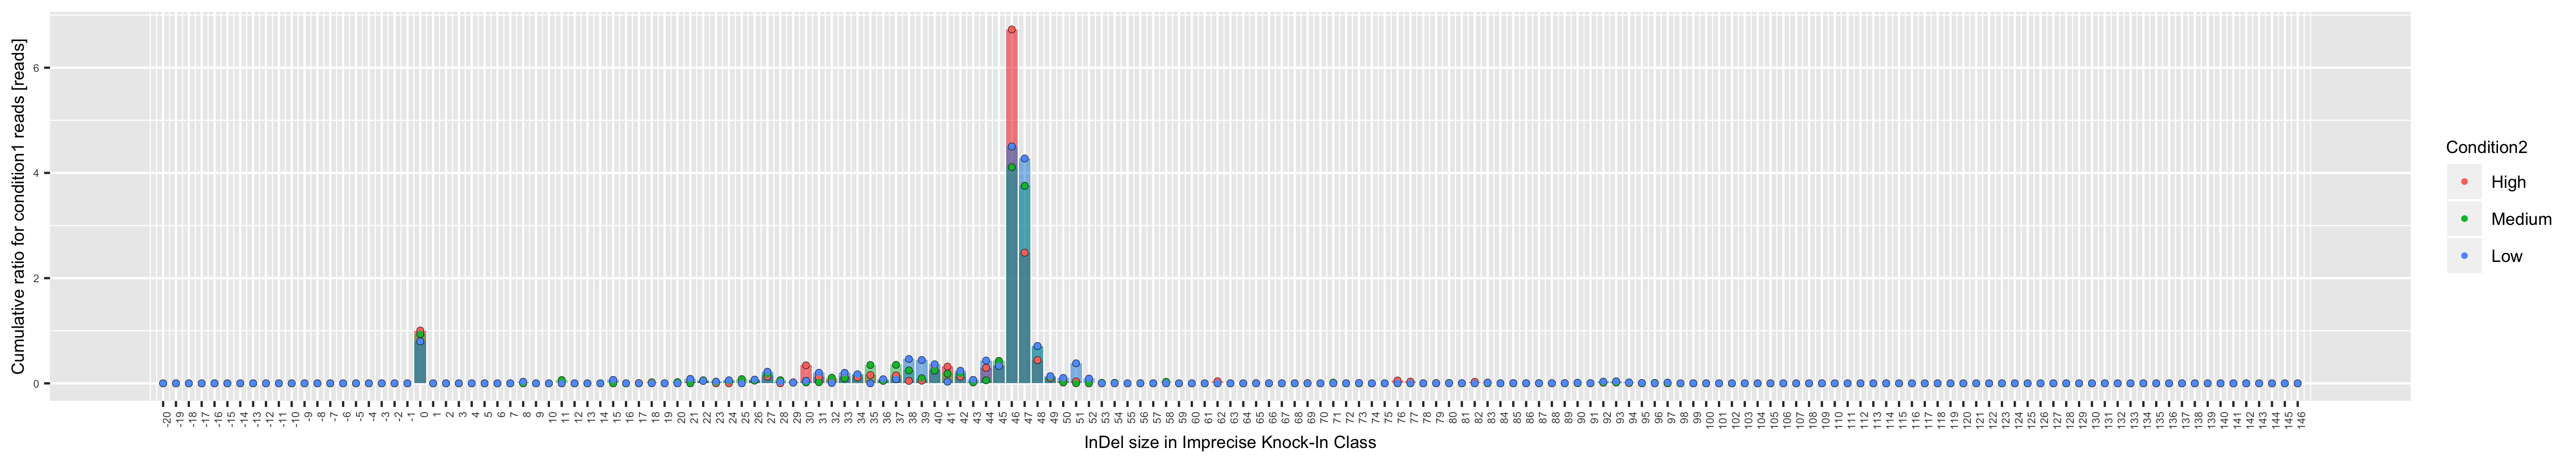 Cumulative ratio for condition1 reads [reads]
6
4
2
0
-20 -19 -18 -17 -16 -15 -14 -13 -12 -11 -10 -9 -8 -7 -6 -5 -4 -3 -2 -1 0 1 2 3 4 5 6 7 8 9 10 11 12 13 14 15 16 17 18 19 20 21 22 23 24 25 26 27 28 29 30 31 32 33 34 35 36 37 38 39 40 41 42 43 44 45 46 47 48 49 50 51 52 53 54 55 56 57 58 59 60 61 62 63 64 65 66 67 68 69 70 71 72 73 74 75 76 77 78 79 80 81 82 83 84 85 86 87 88 89 90 91 92 93 94 95 96 97 98 99 100 101 102 103 104 105 106 107 108 109 110 111 112 113 114 115 116 117 118 119 120 121 122 123 124 125 126 127 128 129 130 131 132 133 134 135 136 137 138 139 140 141 142 143 144 145 146
InDel size in Imprecise Knock-In Class
Condition2
High
Medium
Low